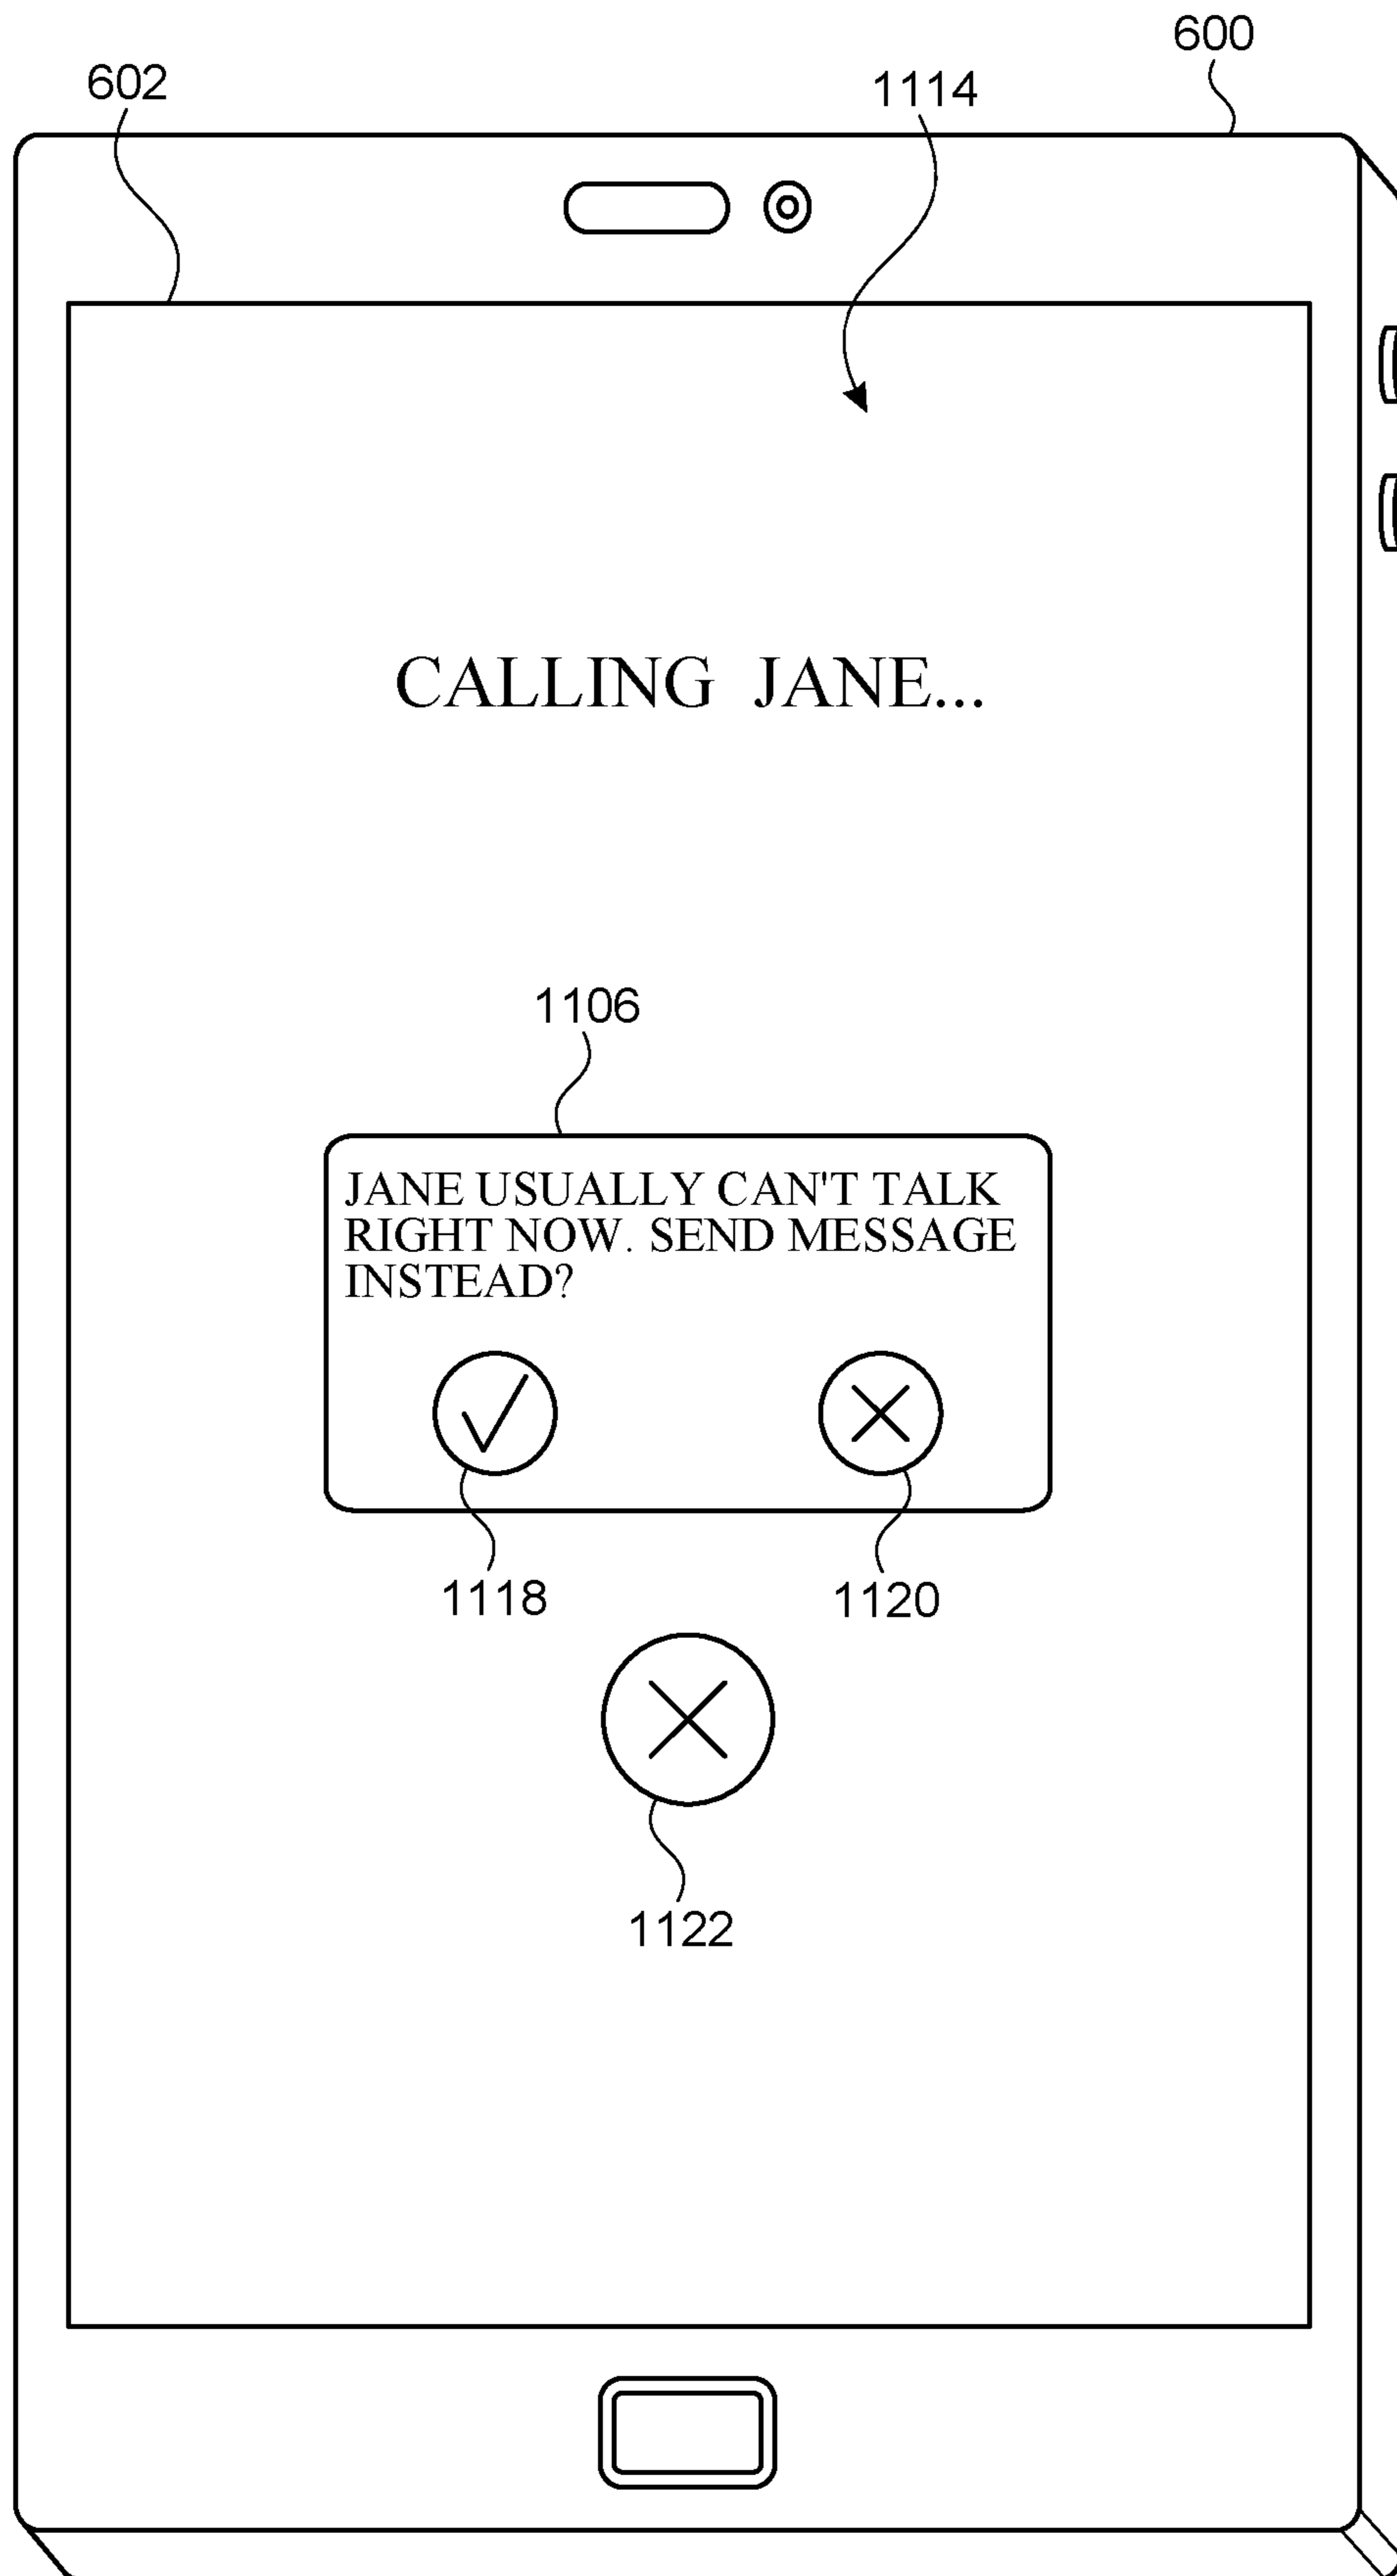 600
602
1114
CALLING JANE...
1106
JANE USUALLY CAN'T TALK
RIGHT NOW. SEND MESSAGE
INSTEAD?
1118
1120
1122